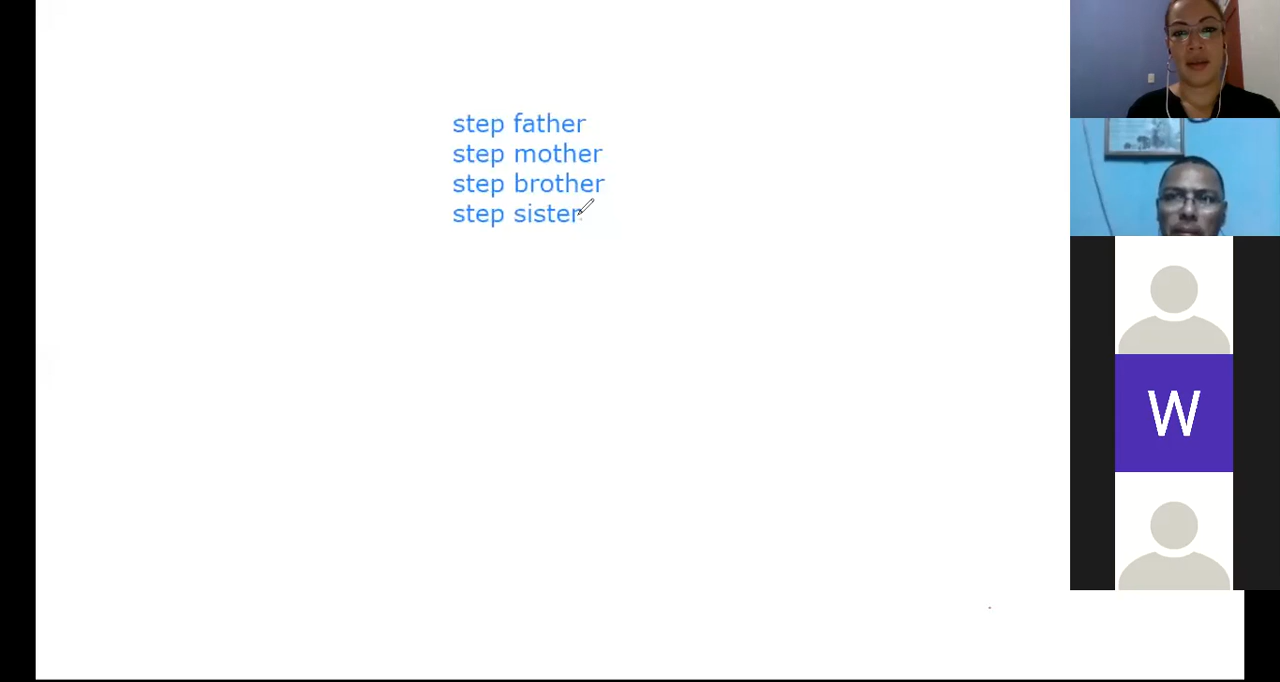 step father
step mother
step brother
step sister
W